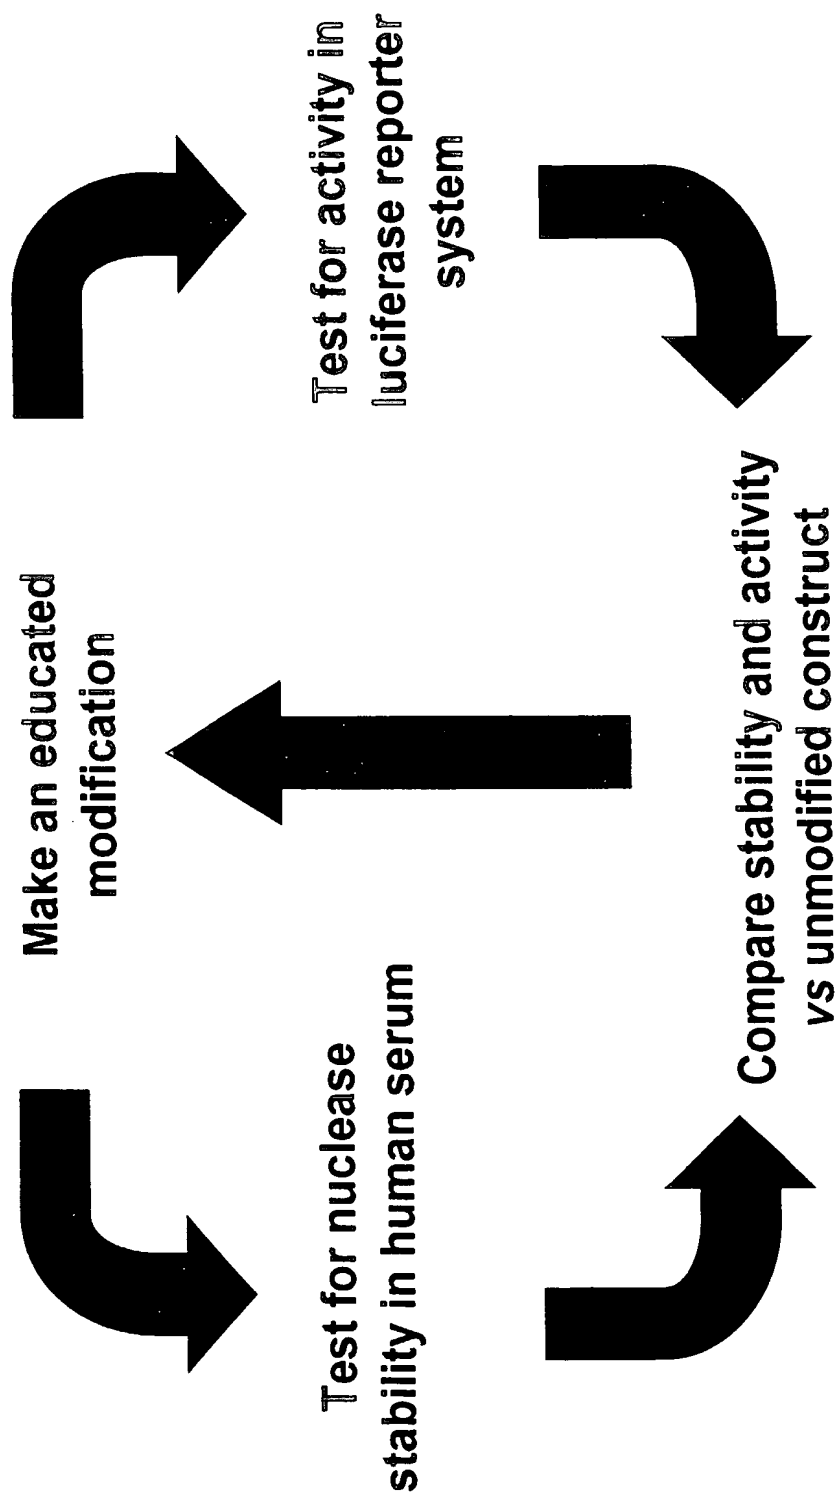 Make an educated
modification
Test for nuclease
stability in human serum
Test for activity in
luciferase reporter
system
Compare stability and activity
vs unmodified construct